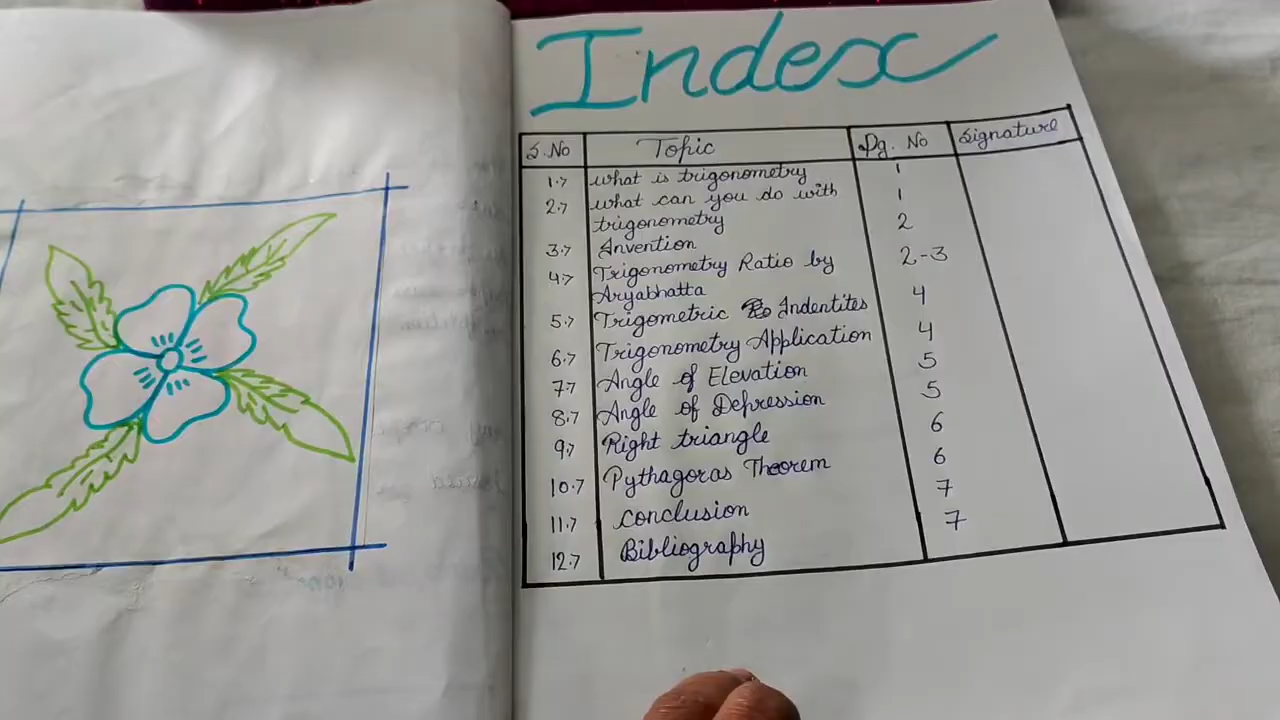 Index
S.No Topic Pg. No Signature
1.7 what is trigonometry 1
2.7 what can you do with 1
trigonometry
3.7 Invention 2
4.7 Trigonometry Ratio by 2-3
Aryabhatta
5.7 Trigometric Indentites 4
6.7 Trigonometry Application 4
7.7 Angle of Elevation 5
8.7 Angle of Depression 5
9.7 Right triangle 6
10.7 Pythagoras Theorem 6
11.7 Conclusion 7
12.7 Bibliography 7